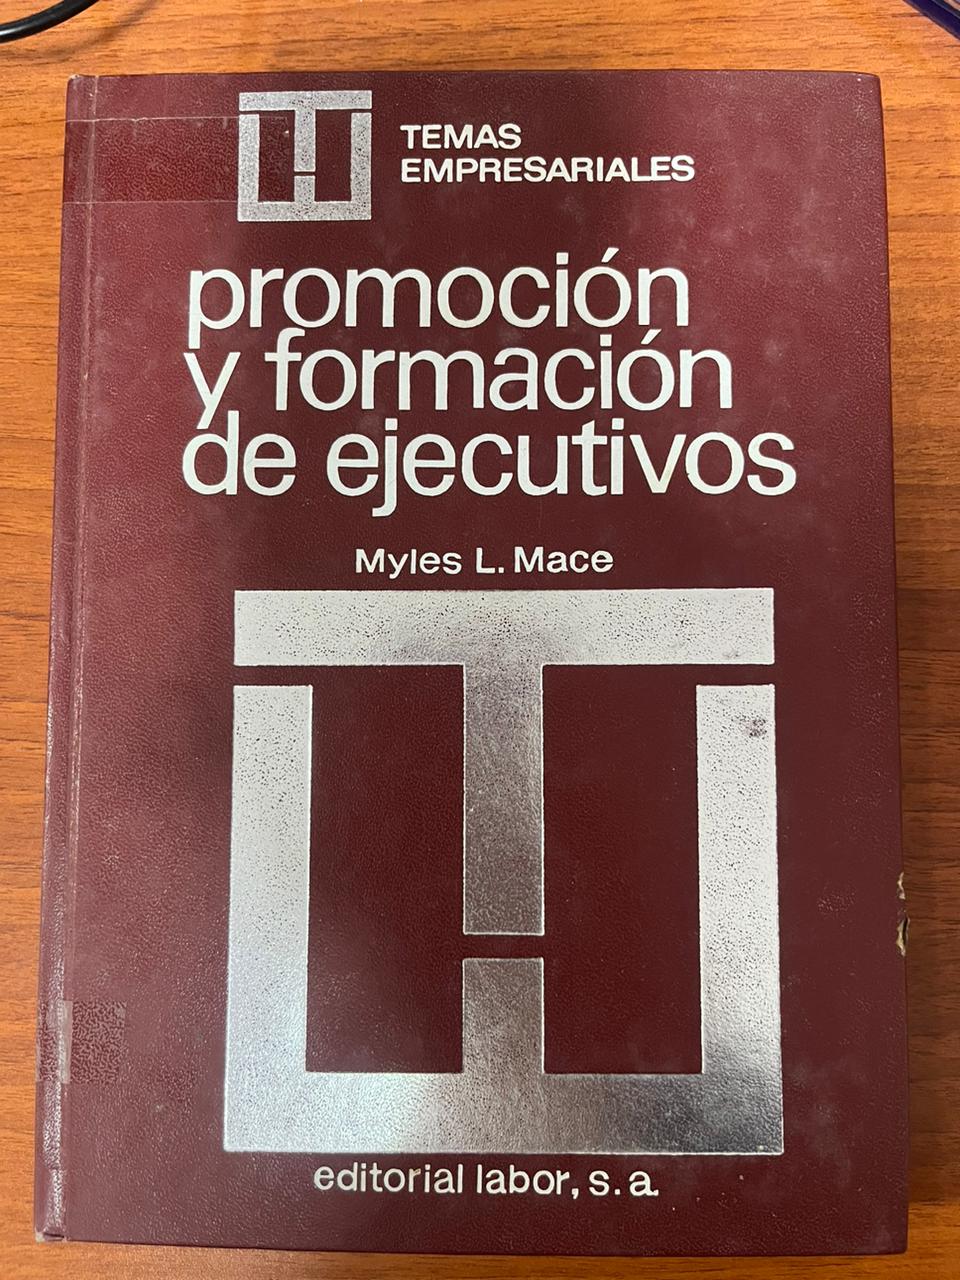 TEMAS
EMPRESARIALES
promoción
y formación
de ejecutivos
Myles L. Mace
editorial labor, s. a.